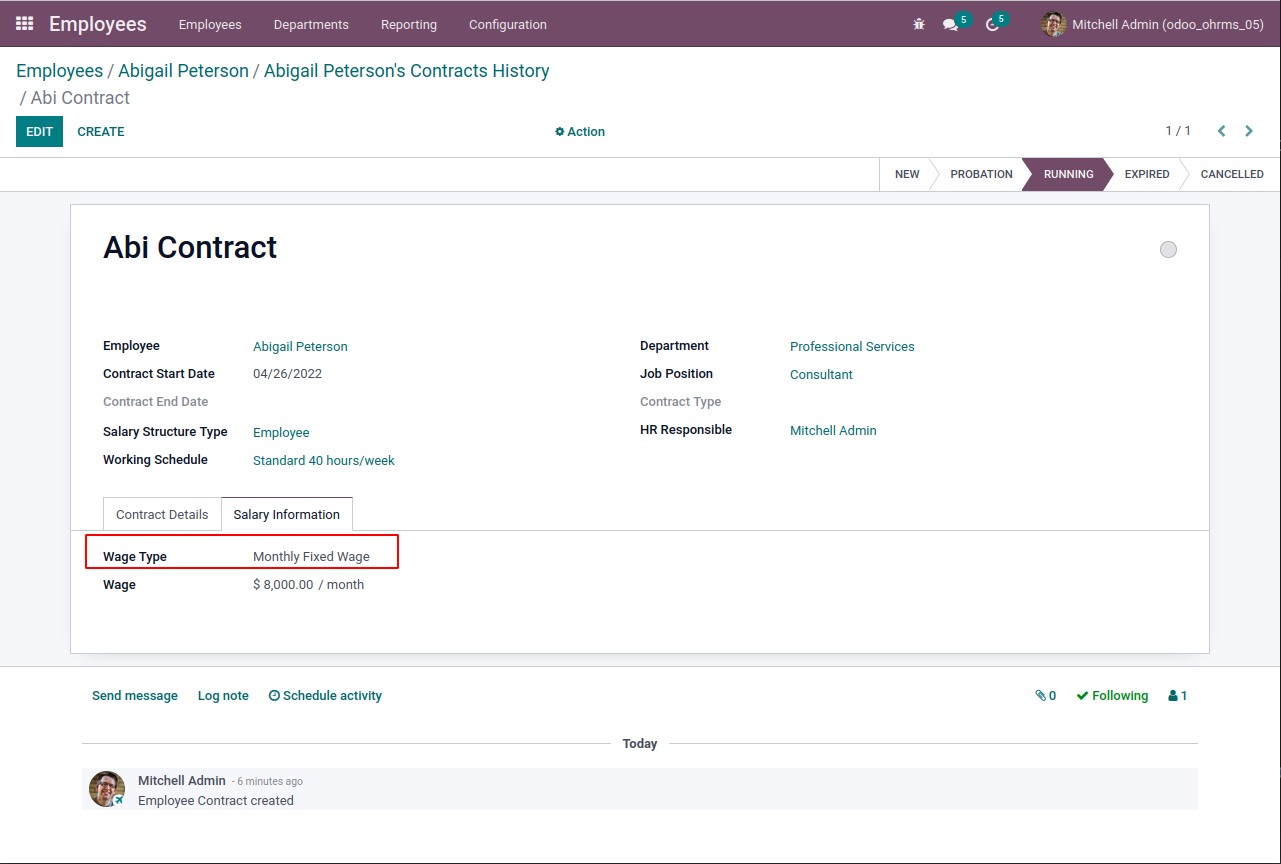 Employees Employees Departments Reporting Configuration 5 5 Mitchell Admin (odoo_ohrms_05)
Employees / Abigail Peterson / Abigail Peterson's Contracts History
/ Abi Contract
EDIT CREATE Action 1 / 1
NEW PROBATION RUNNING EXPIRED CANCELLED
Abi Contract
Employee Abigail Peterson
Contract Start Date 04/26/2022
Contract End Date
Salary Structure Type Employee
Working Schedule Standard 40 hours/week
Department Professional Services
Job Position Consultant
Contract Type
HR Responsible Mitchell Admin
Contract Details Salary Information
Wage Type Monthly Fixed Wage
Wage $ 8,000.00 / month
Send message Log note Schedule activity 0 Following 1
Today
Mitchell Admin - 6 minutes ago
Employee Contract created